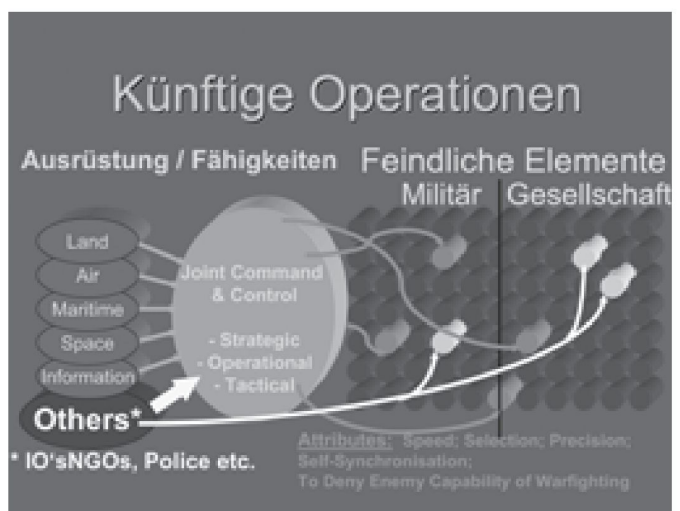 Künftige Operationen
Ausrüstung / Fähigkeiten
Feindliche Elemente
Militär
Gesellschaft
Land
Air
Maritime
Space
Information
Others*
* IO'sNGOs, Police etc.
Joint Command
& Control
- Strategic
- Operational
- Tactical
Attributes: Speed; Selection; Precision;
Self-Synchronisation;
To Deny Enemy Capability of Warfighting